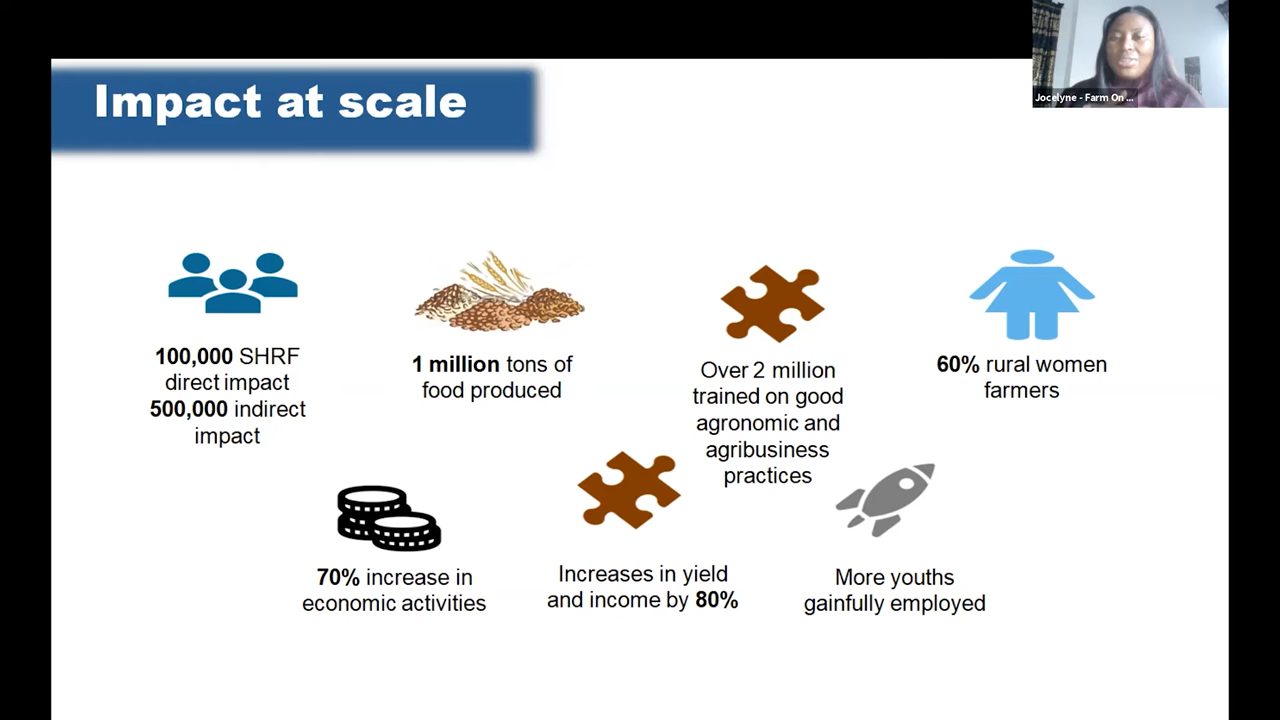 Impact at scale
Jocelyne - Farm On ...
100,000 SHRF
direct impact
500,000 indirect
impact
1 million tons of
food produced
Over 2 million
trained on good
agronomic and
agribusiness
practices
60% rural women
farmers
70% increase in
economic activities
Increases in yield
and income by 80%
More youths
gainfully employed